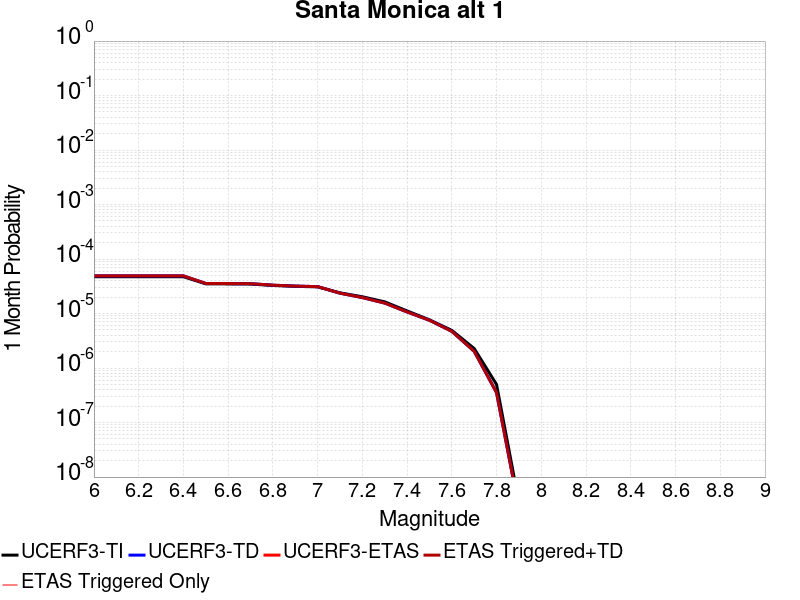 Santa Monica alt 1
10^0
10^-1
10^-2
10^-3
10^-4
10^-5
10^-6
10^-7
10^-8
1 Month Probability
6 6.2 6.4 6.6 6.8 7 7.2 7.4 7.6 7.8 8 8.2 8.4 8.6 8.8 9
Magnitude
UCERF3-TI UCERF3-TD UCERF3-ETAS ETAS Triggered+TD
ETAS Triggered Only